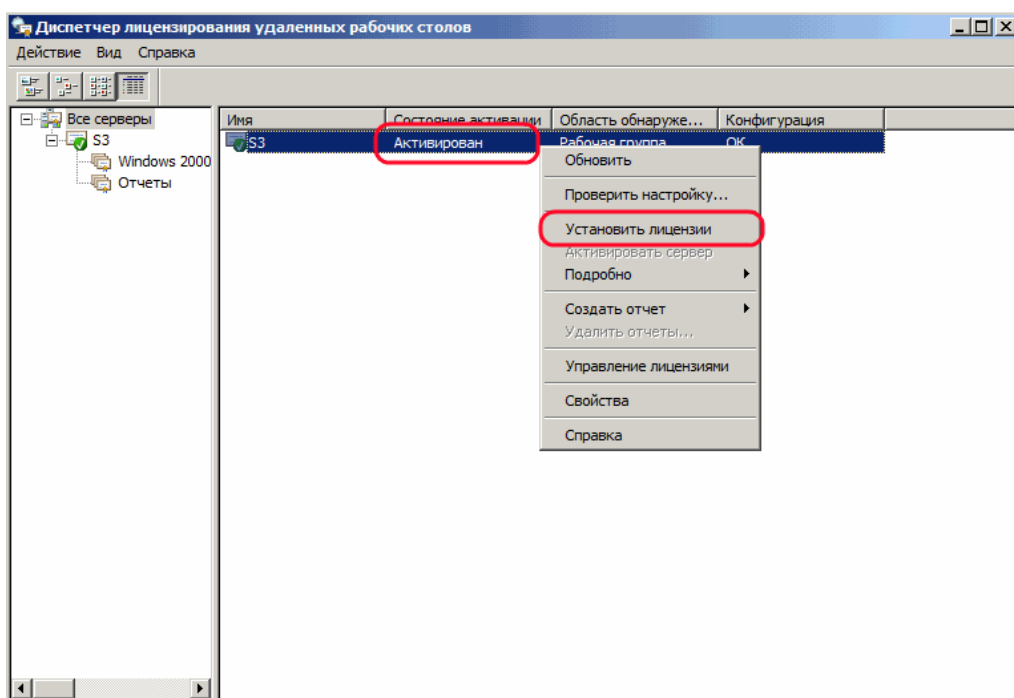 Диспетчер лицензирования удаленных рабочих столов
Действие Вид Справка
Все серверы
S3
Windows 2000
Отчеты
Имя Состояние активации Область обнаруже... Конфигурация
S3 Активирован Рабочая группа OK
Обновить
Проверить настройку...
Установить лицензии
Активировать сервер
Подробно
Создать отчет
Удалить отчеты...
Управление лицензиями
Свойства
Справка